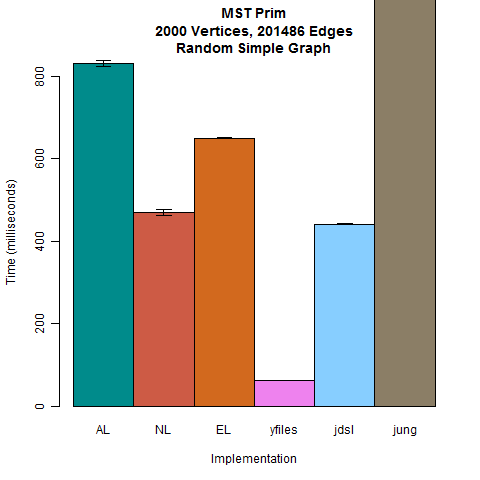 MST Prim
2000 Vertices, 201486 Edges
Random Simple Graph
800
600
400
200
0
Time (milliseconds)
AL NL EL yfiles jdsl jung
Implementation